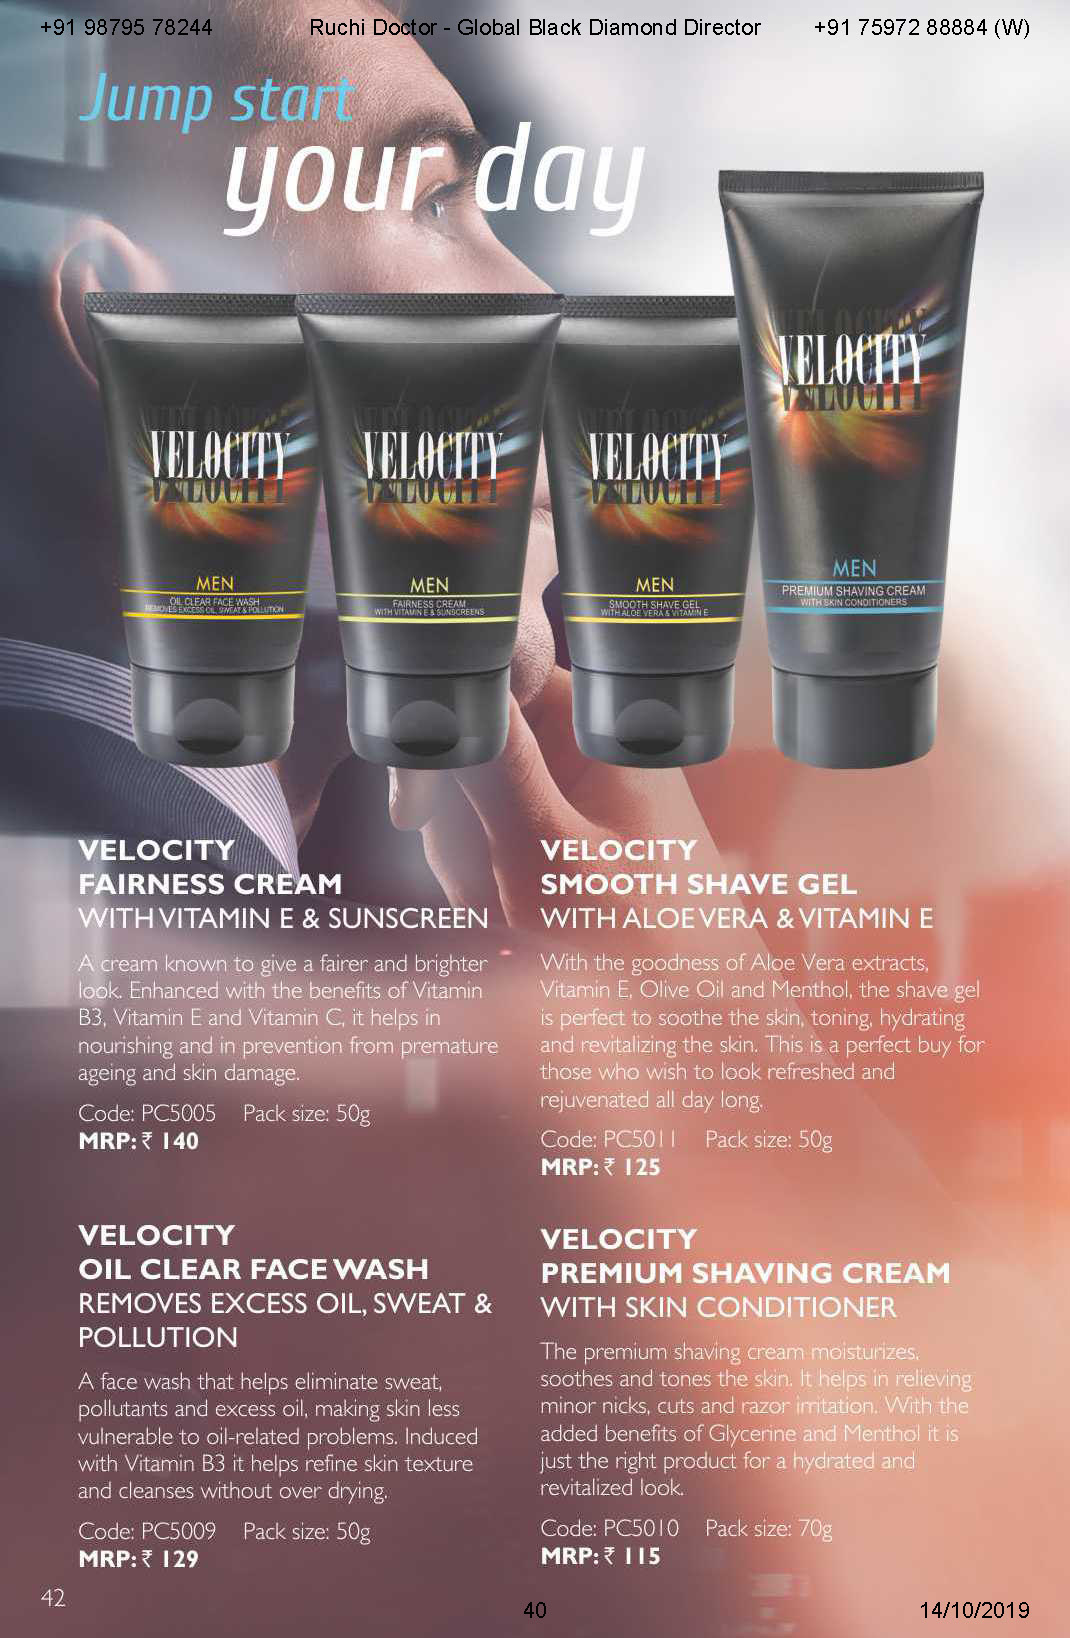 +91 98795 78244 Ruchi Doctor - Global Black Diamond Director +91 75972 88884 (W)
Jump start
your day
VELOCITY
MEN
OIL CLEAR FACE WASH
REMOVES EXCESS OIL, SWEAT & POLLUTION
VELOCITY
MEN
FAIRNESS CREAM
WITH VITAMIN E & SUNSCREENS
VELOCITY
MEN
SMOOTH SHAVE GEL
WITH ALOE VERA & VITAMIN E
VELOCITY
MEN
PREMIUM SHAVING CREAM
WITH SKIN CONDITIONERS
VELOCITY
FAIRNESS CREAM
WITH VITAMIN E & SUNSCREEN
A cream known to give a fairer and brighter
look. Enhanced with the benefits of Vitamin
B3, Vitamin E and Vitamin C, it helps in
nourishing and in prevention from premature
ageing and skin damage.
Code: PC5005 Pack size: 50g
MRP: ₹ 140
VELOCITY
OIL CLEAR FACE WASH
REMOVES EXCESS OIL, SWEAT &
POLLUTION
A face wash that helps eliminate sweat,
pollutants and excess oil, making skin less
vulnerable to oil-related problems. Induced
with Vitamin B3 it helps refine skin texture
and cleanses without over drying.
Code: PC5009 Pack size: 50g
MRP: ₹ 129
VELOCITY
SMOOTH SHAVE GEL
WITH ALOE VERA & VITAMIN E
With the goodness of Aloe Vera extracts,
Vitamin E, Olive Oil and Menthol, the shave gel
is perfect to soothe the skin, toning, hydrating
and revitalizing the skin. This is a perfect buy for
those who wish to look refreshed and
rejuvenated all day long.
Code: PC5011 Pack size: 50g
MRP: ₹ 125
VELOCITY
PREMIUM SHAVING CREAM
WITH SKIN CONDITIONER
The premium shaving cream moisturizes,
soothes and tones the skin. It helps in relieving
minor nicks, cuts and razor irritation. With the
added benefits of Glycerine and Menthol it is
just the right product for a hydrated and
revitalized look.
Code: PC5010 Pack size: 70g
MRP: ₹ 115
42
40
14/10/2019